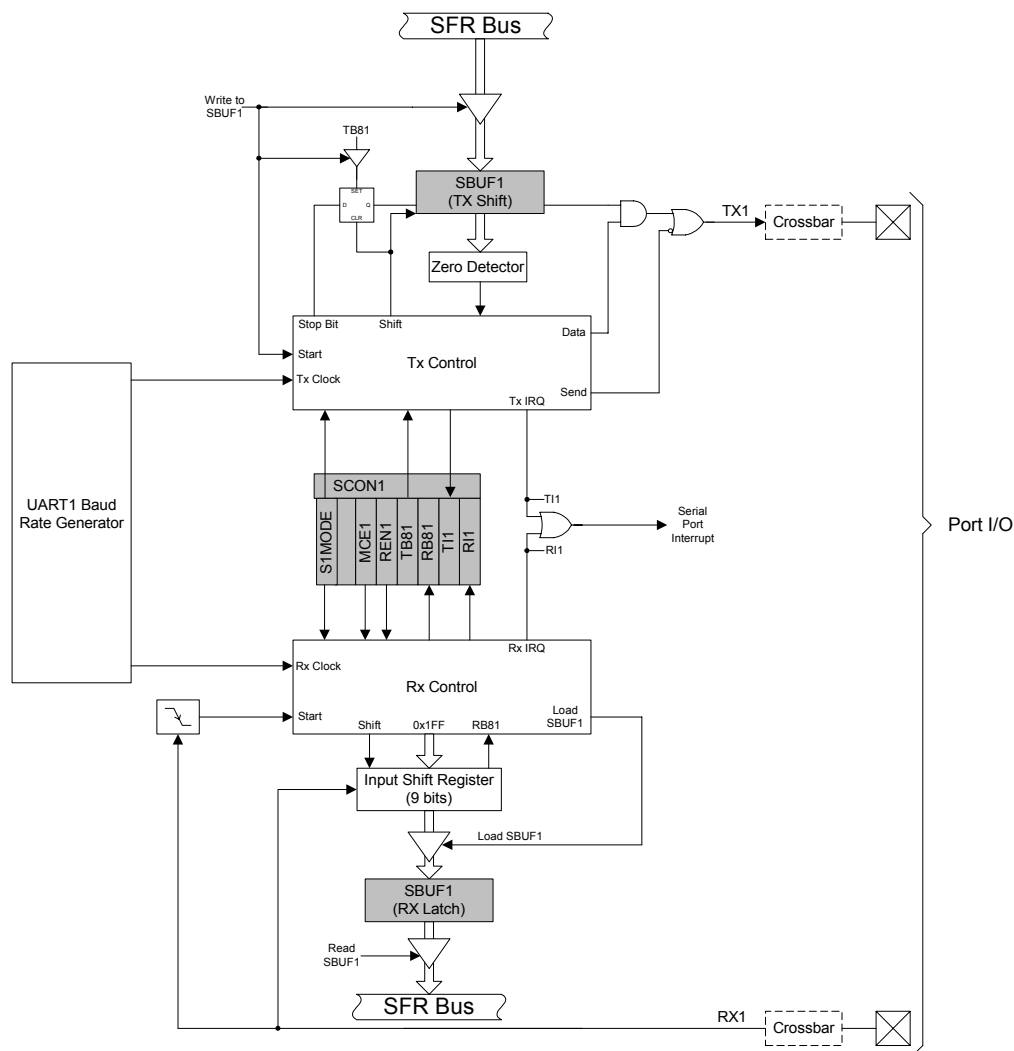 SFR Bus
Write to
SBUF1
TB81
SET
D
Q
CLR
SBUF1
(TX Shift)
TX1
Crossbar
Zero Detector
Stop Bit
Shift
Data
Start
Tx Control
Tx Clock
Send
Tx IRQ
UART1 Baud
Rate Generator
SCON1
S1MODE
MCE1
REN1
TB81
RB81
TI1
RI1
TI1
Serial
Port
Interrupt
RI1
Port I/O
Rx IRQ
Rx Clock
Rx Control
Start
Load
SBUF1
Shift
0x1FF
RB81
Input Shift Register
(9 bits)
Load SBUF1
SBUF1
(RX Latch)
Read
SBUF1
SFR Bus
RX1
Crossbar